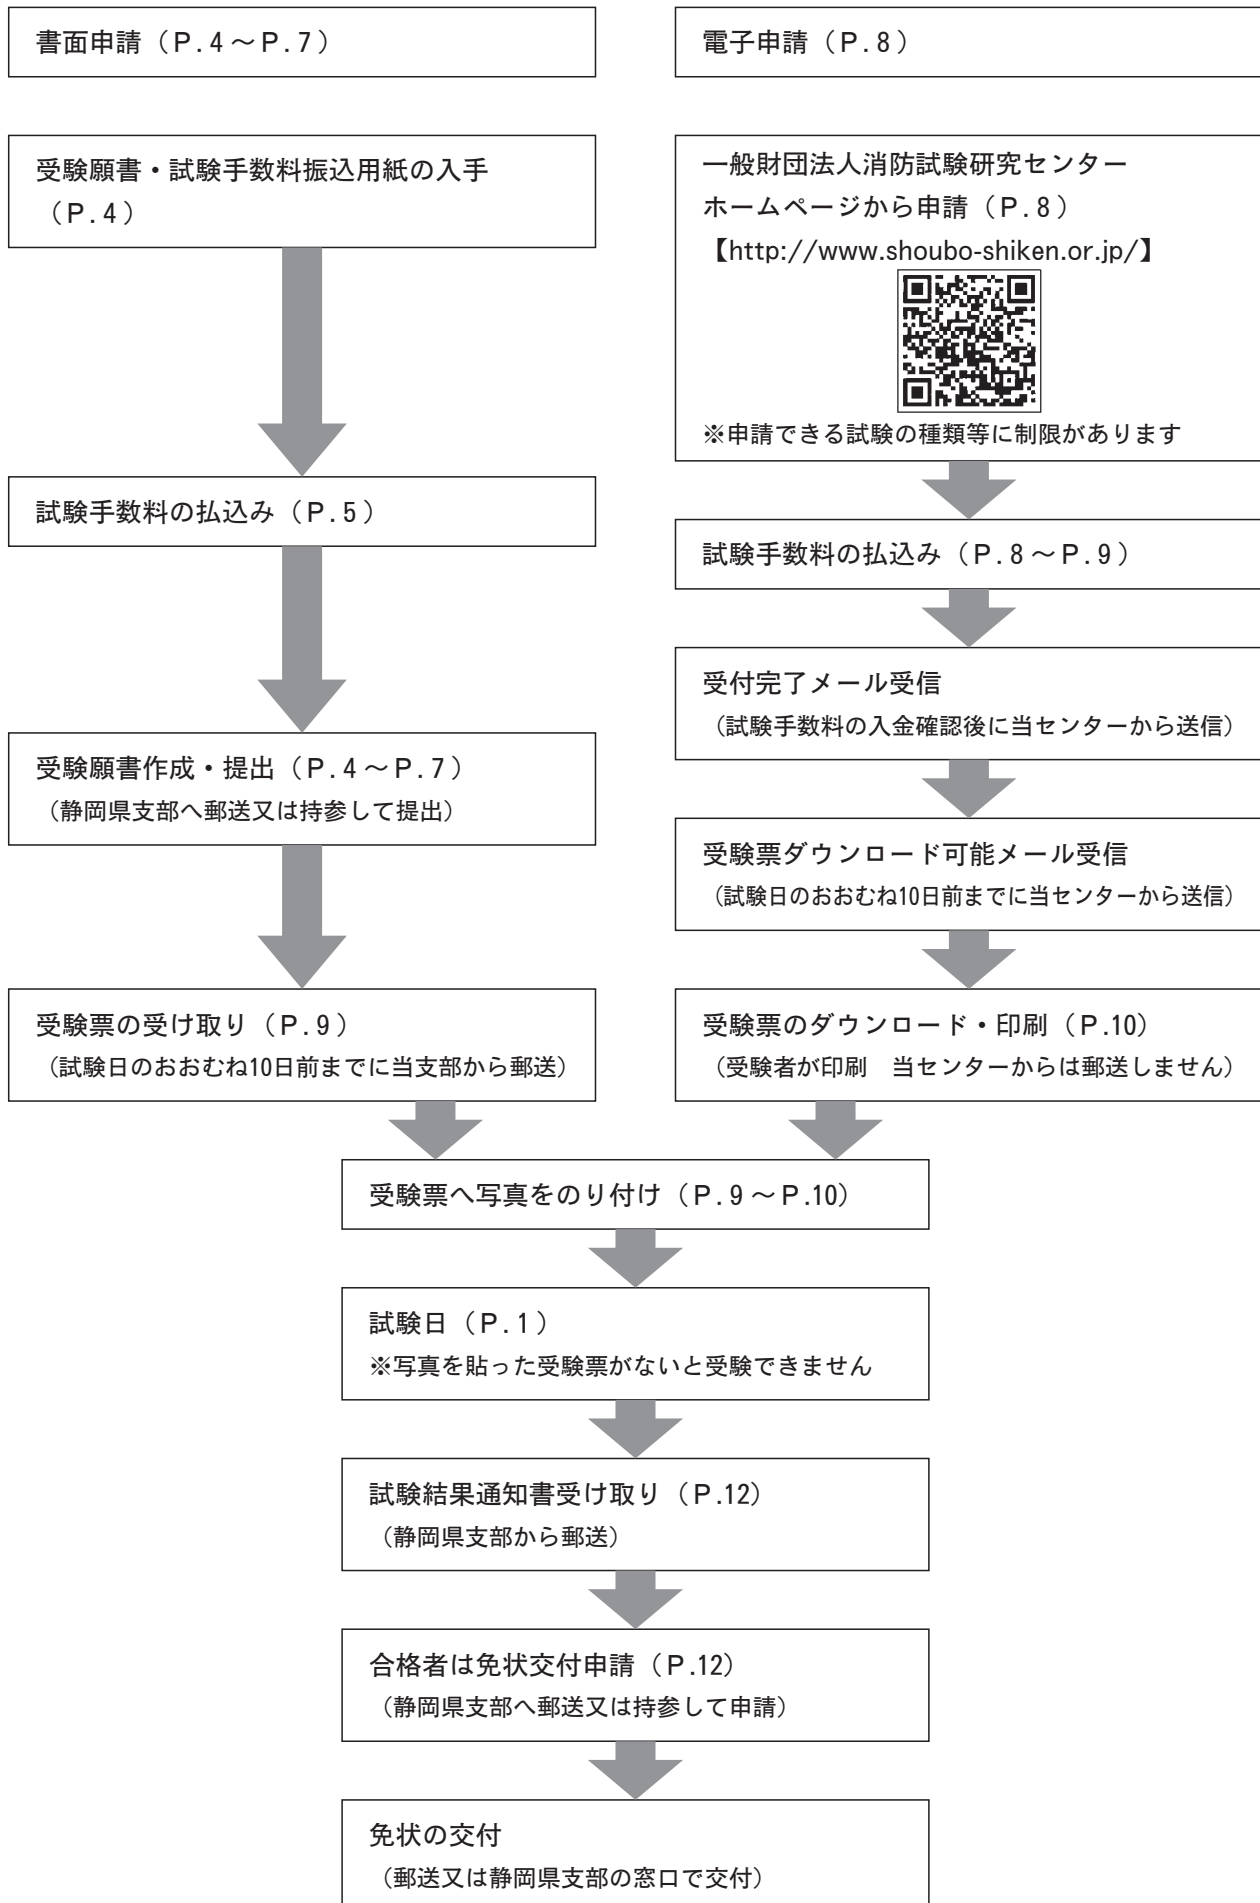 書面申請（P.4～P.7）
受験願書・試験手数料振込用紙の入手
（P.4）
試験手数料の払込み（P.5）
受験願書作成・提出（P.4～P.7）
（静岡県支部へ郵送又は持参して提出）
受験票の受け取り（P.9）
（試験日のおおむね10日前までに当支部から郵送）
電子申請（P.8）
一般財団法人消防試験研究センター
ホームページから申請（P.8）
【http://www.shoubo-shiken.or.jp/】
※申請できる試験の種類等に制限があります
試験手数料の払込み（P.8～P.9）
受付完了メール受信
（試験手数料の入金確認後に当センターから送信）
受験票ダウンロード可能メール受信
（試験日のおおむね10日前までに当センターから送信）
受験票のダウンロード・印刷（P.10）
（受験者が印刷　当センターからは郵送しません）
受験票へ写真をのり付け（P.9～P.10）
試験日（P.1）
※写真を貼った受験票がないと受験できません
試験結果通知書受け取り（P.12）
（静岡県支部から郵送）
合格者は免状交付申請（P.12）
（静岡県支部へ郵送又は持参して申請）
免状の交付
（郵送又は静岡県支部の窓口で交付）